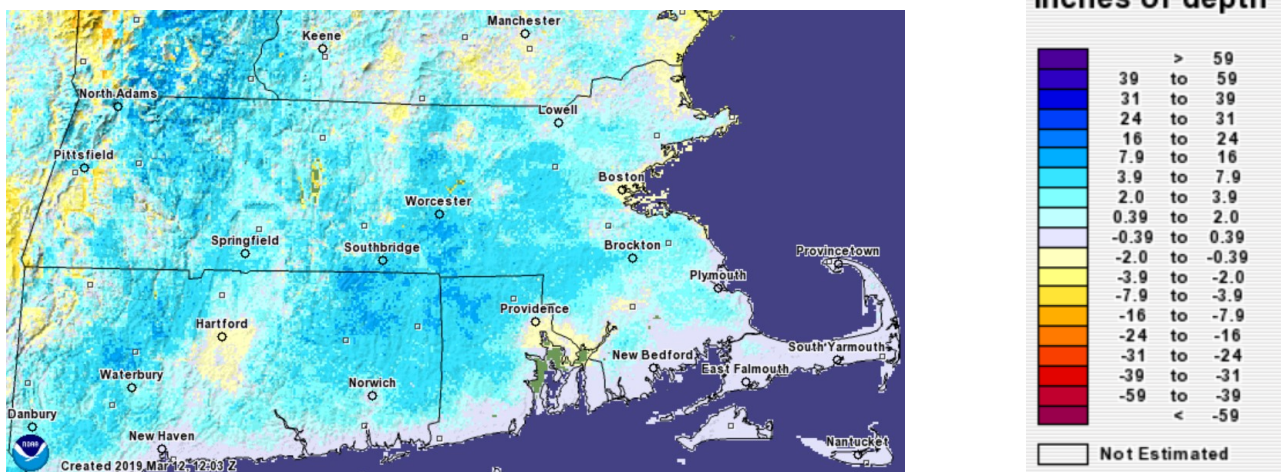 Manchester
Keene
North Adams
Lowell
Pittsfield
Boston
Worcester
Springfield
Southbridge
Brockton
Provincetown
Plymouth
Providence
Hartford
New Bedford
South Yarmouth
East Falmouth
Waterbury
Norwich
Danbury
New Haven
Nantucket
NOAA
Created 2019 Mar 12, 12-03 Z
inches of depth
> 59
39 to 59
31 to 39
24 to 31
16 to 24
7.9 to 16
3.9 to 7.9
2.0 to 3.9
0.39 to 2.0
-0.39 to 0.39
-2.0 to -0.39
-3.9 to -2.0
-7.9 to -3.9
-16 to -7.9
-24 to -16
-31 to -24
-39 to -31
-59 to -39
< -59
Not Estimated